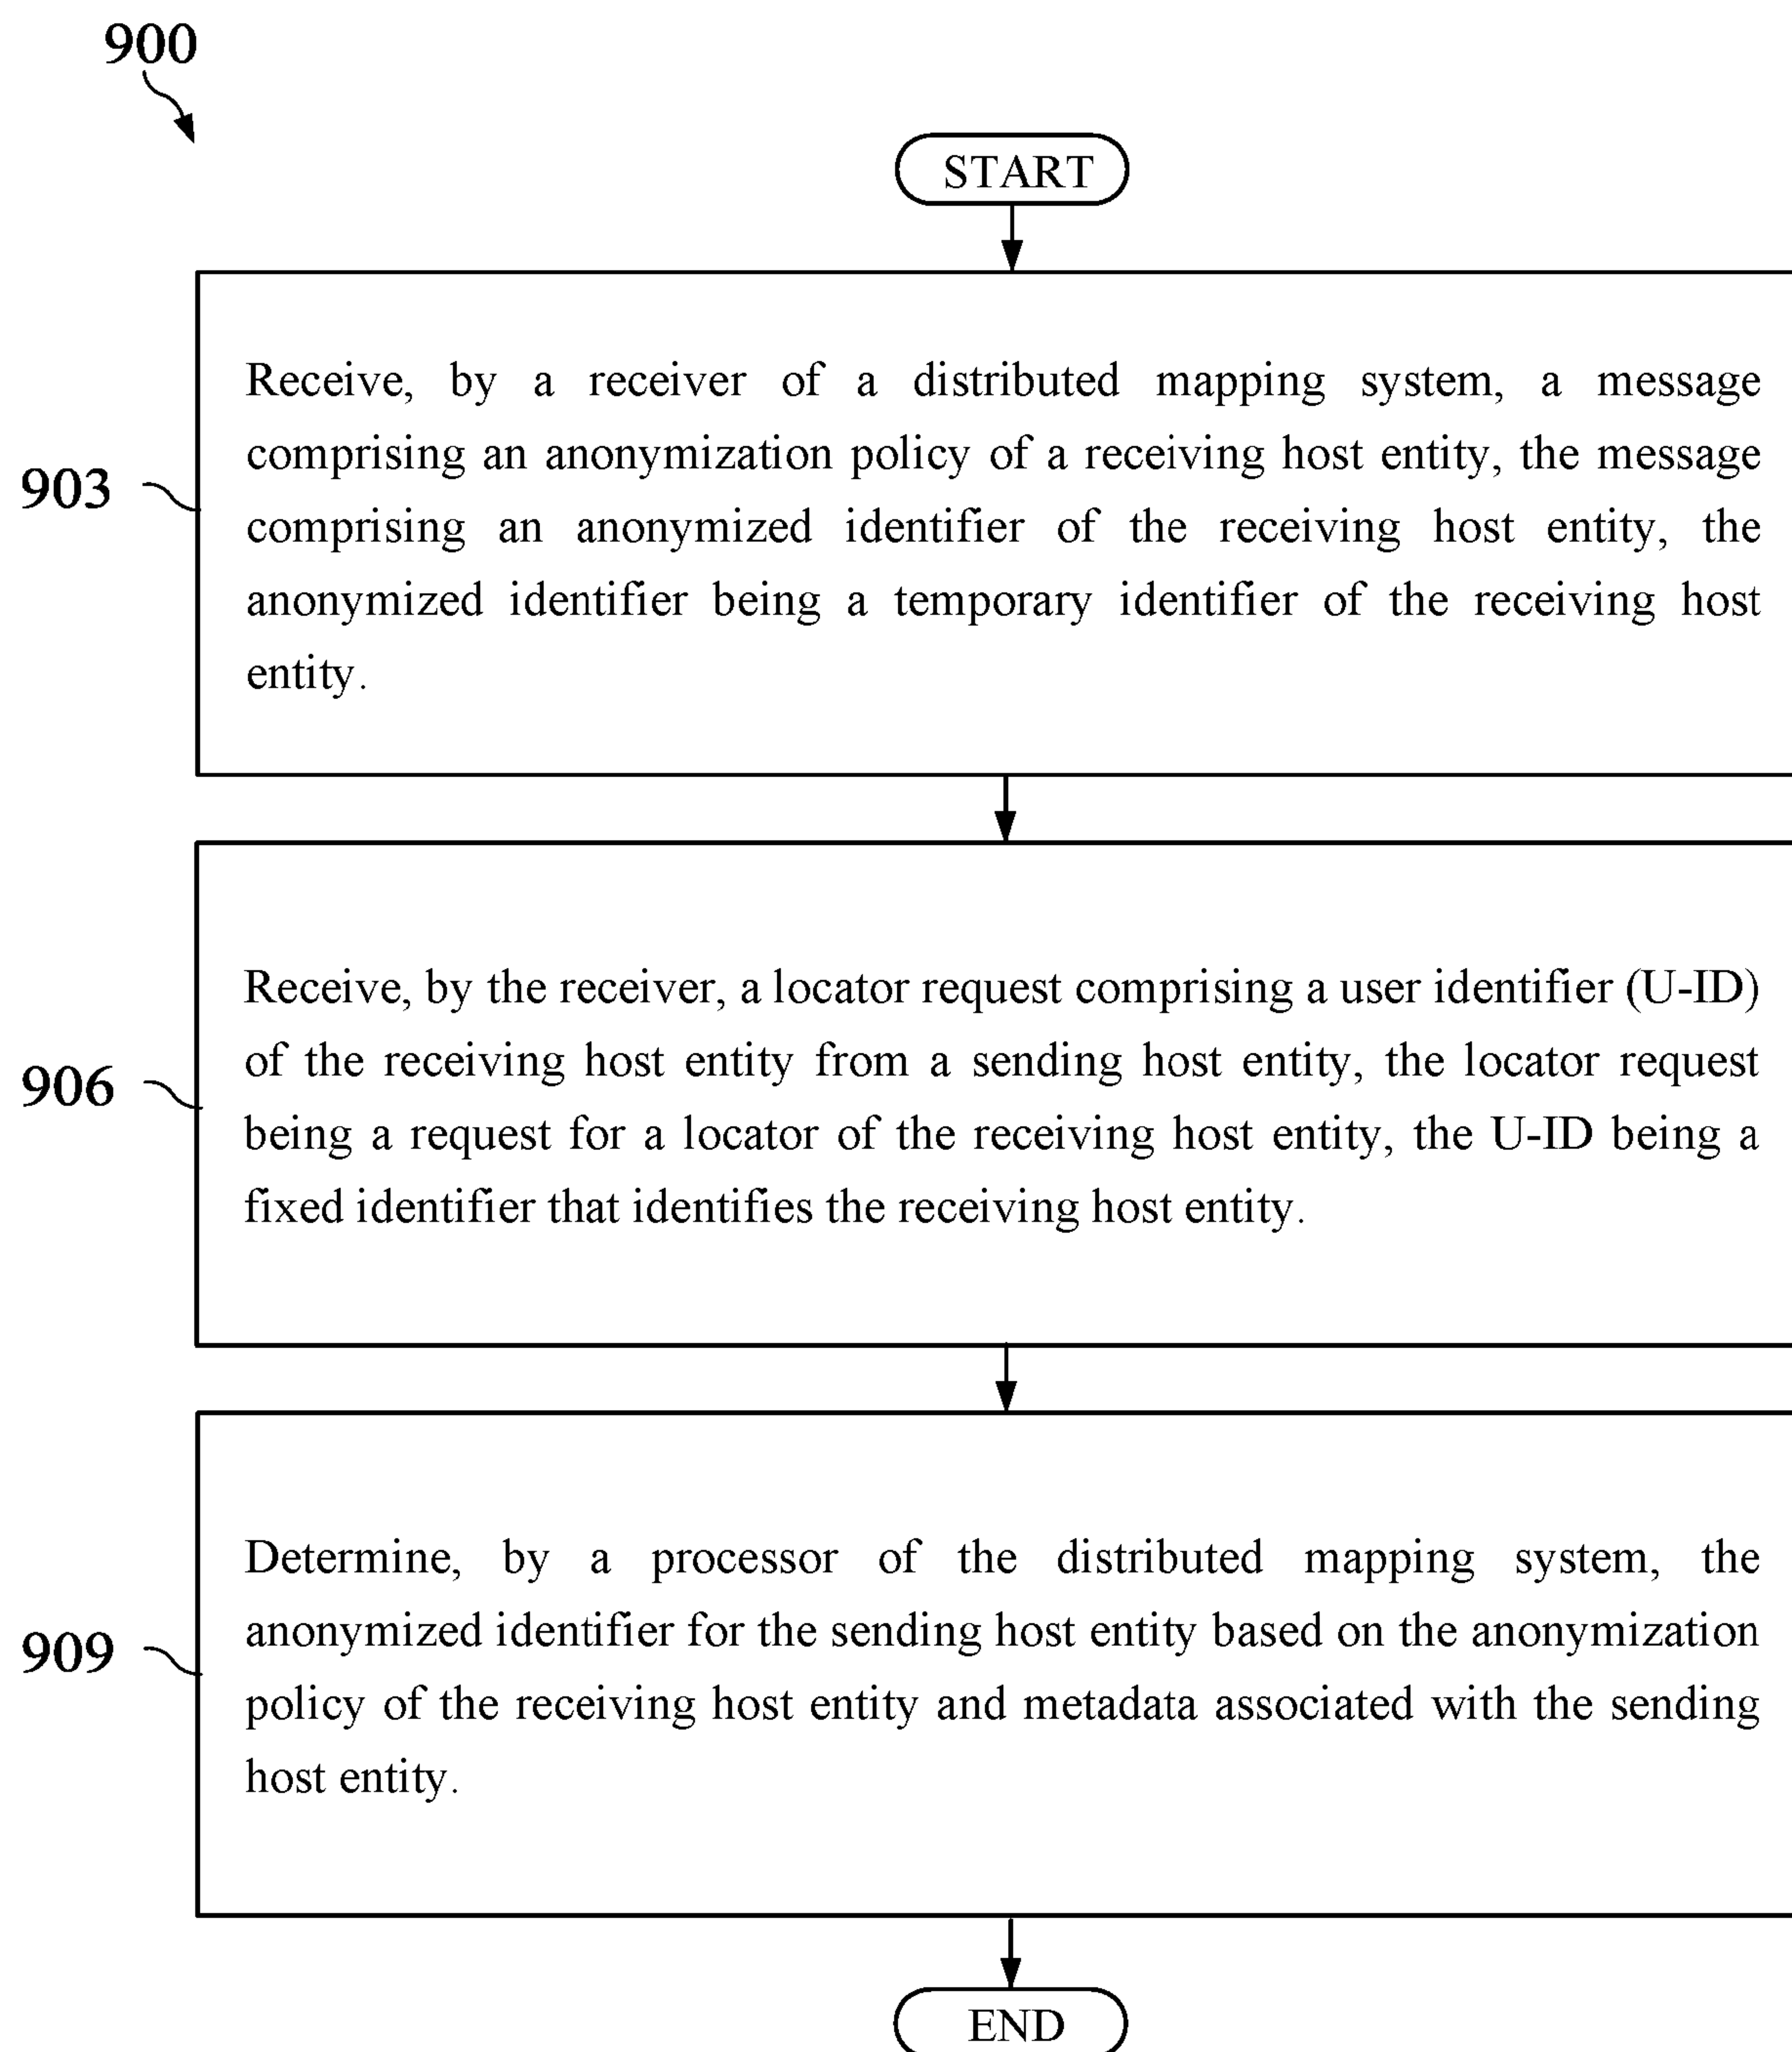 900
START
Receive, by a receiver of a distributed mapping system, a message
comprising an anonymization policy of a receiving host entity, the message
903
comprising an anonymized identifier of the receiving host entity, the
anonymized identifier being a temporary identifier of the receiving host
entity.
Receive, by the receiver, a locator request comprising a user identifier (U-ID)
of the receiving host entity from a sending host entity, the locator request
906
being a request for a locator of the receiving host entity, the U-ID being a
fixed identifier that identifies the receiving host entity.
Determine, by a processor of the distributed mapping system, the
anonymized identifier for the sending host entity based on the anonymization
909
policy of the receiving host entity and metadata associated with the sending
host entity.
END